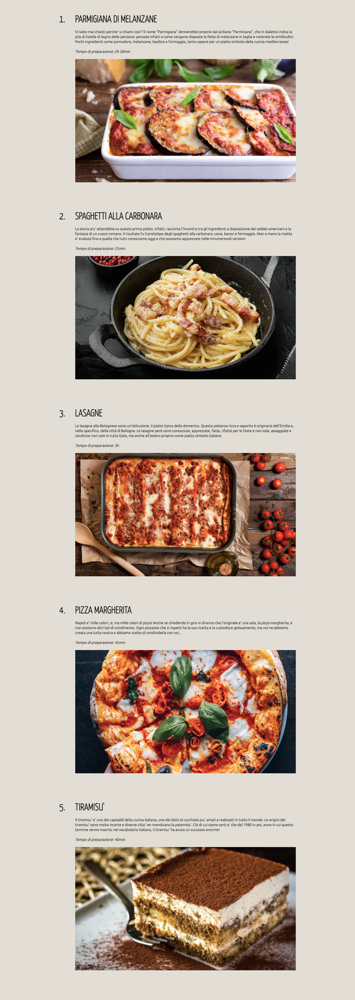 1. PARMIGIANA DI MELANZANE
Vi siete mai chiesti perche' si chiami cosi'? Il nome "Parmigiana" deriverebbe proprio dal siciliano "Parmiciana", che in dialetto indica la
pila di listelle di legno delle persiane: pensate infatti a come vengono disposte le fette di melanzane in teglia e noterete le similitudini.
Pochi ingredienti come pomodoro, melanzane, basilico e formaggio, tanto sapore per un piatto simbolo della cucina mediterranea!
Tempo di preparazione: 2h 30min
2. SPAGHETTI ALLA CARBONARA
La storia piu' attendibile su questo primo piatto, infatti, racconta l'incontro tra gli ingredienti a disposizione dei soldati americani e la
fantasia di un cuoco romano. Il risultato fu il prototipo degli spaghetti alla carbonara: uova, bacon e formaggio. Man a mano la ricetta
e' evoluta fino a quella che tutti conosciamo oggi e che possiamo apprezzare nelle innumerevoli versioni
Tempo di preparazione: 25min
3. LASAGNE
Le lasagne alla Bolognese sono un'istituzione, il piatto tipico della domenica. Questa pietanza ricca e saporita è originaria dell'Emilia e,
nello specifico, della città di Bologna. Le lasagne però sono conosciute, apprezzate, fatte, rifatte per le feste e non solo, assaggiate e
condivise non solo in tutta Italia, ma anche all'estero proprio come piatto simbolo italiano.
Tempo di preparazione: 3h
4. PIZZA MARGHERITA
Napoli e' mille colori, si, ma mille colori di pizza! Anche se chiedendo in giro vi diranno che l'originale e' una sola, la pizza margherita, e
non esistono altri tipi di condimento. Ogni pizzaiolo che si rispetti ha la sua ricetta e la custodisce gelosamente, ma noi ne abbiamo
creata una tutta nostra e abbiamo scelto di condividerla con voi...
Tempo di preparazione: 45min
5. TIRAMISU'
Il tiramisu' e' uno dei capisaldi della cucina italiana, uno dei dolci al cucchiaio piu' amati e realizzati in tutto il mondo. Le origini del
tiramisu' sono molto incerte e diverse citta' ne rivendicano la paternita'. Ciò di cui siamo certi e' che dal 1980 in poi, anno in cui questo
termine venne inserito nel vocabolario italiano, il tiramisu' ha avuto un successo enorme!
Tempo di preparazione: 40min